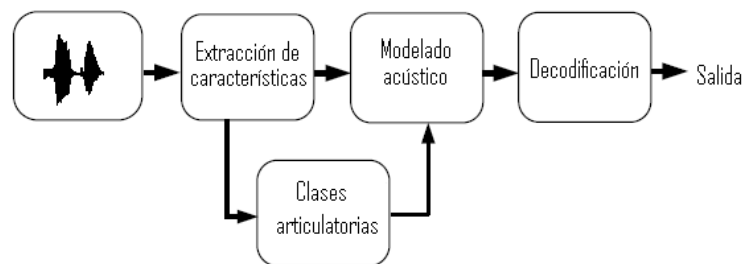 Extracción de
características
Modelado
acústico
Decodificación
Salida
Clases
articulatorias